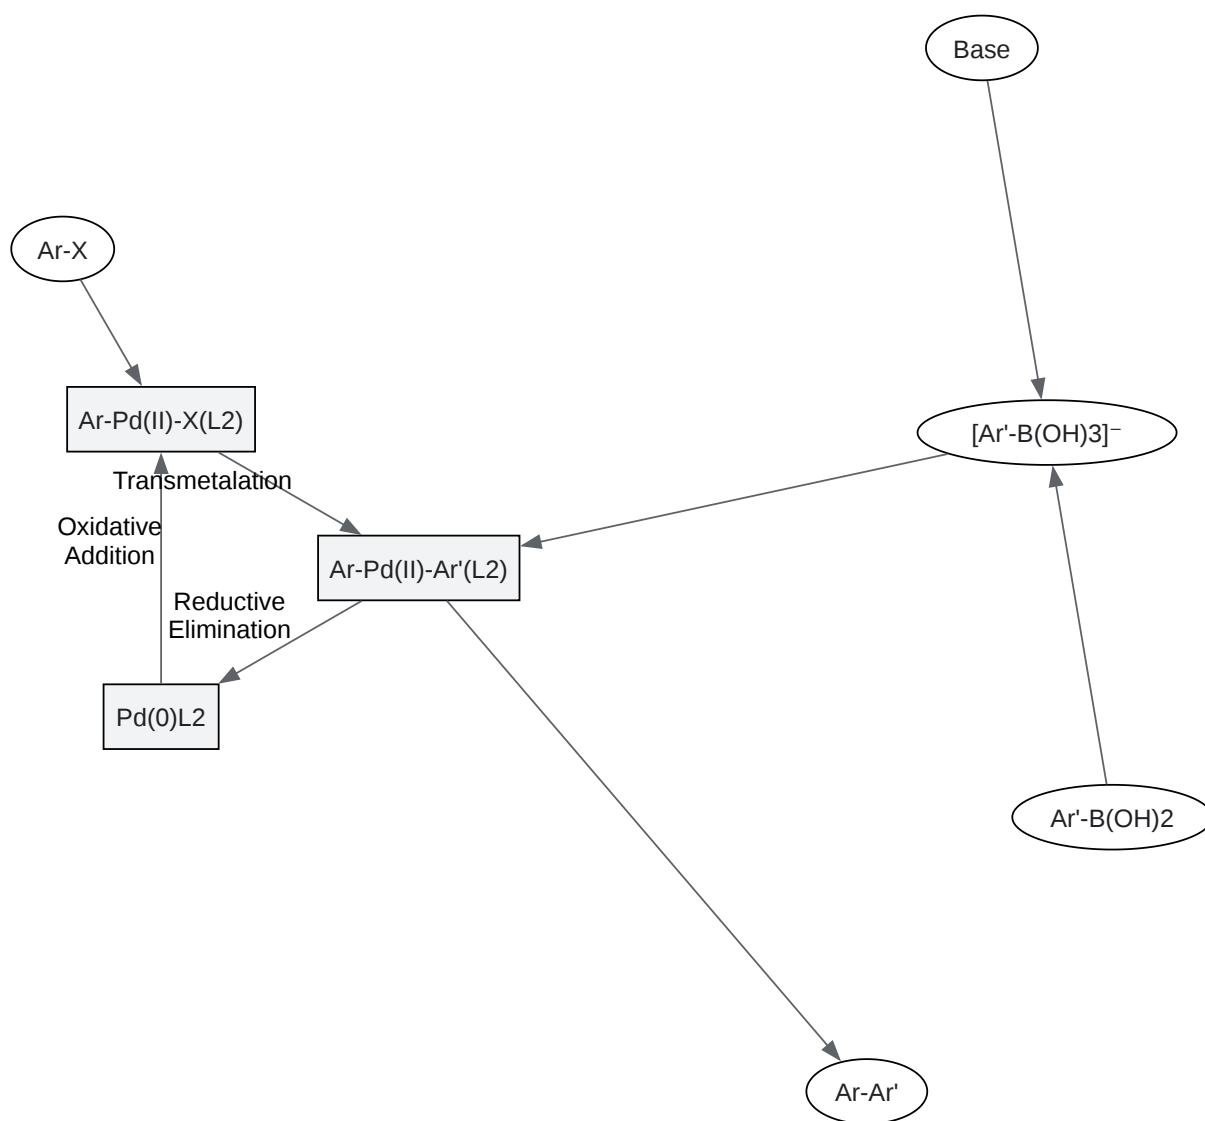 Base
Ar-X
Ar-Pd(II)-X(L2)
[Ar'-B(OH)3]⁻
Transmetalation
Oxidative
Addition
Ar-Pd(II)-Ar'(L2)
Reductive
Elimination
Pd(0)L2
Ar'-B(OH)2
Ar-Ar'